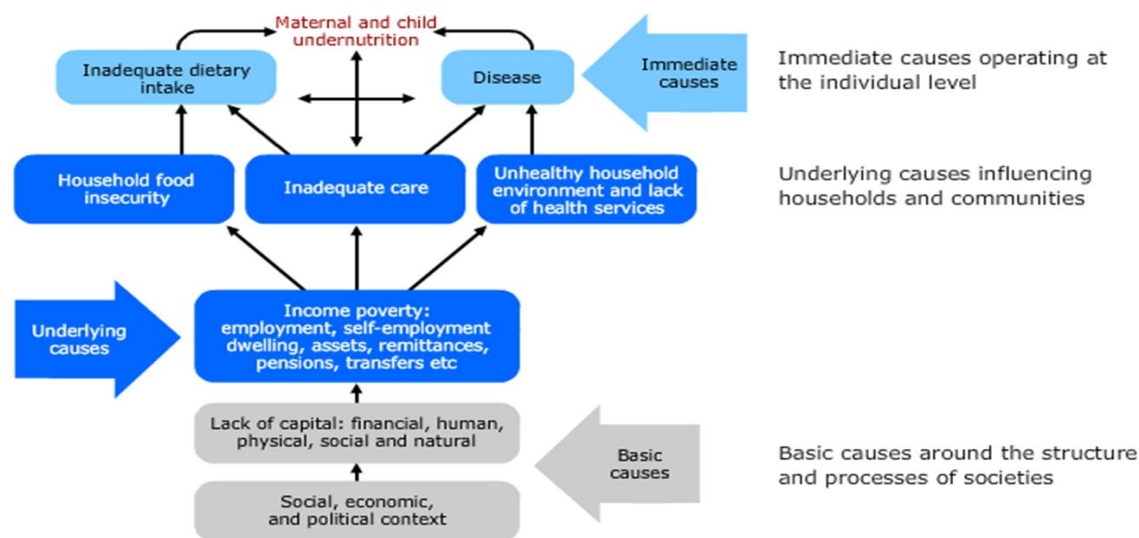 Maternal and child
undernutrition
Inadequate dietary
intake
Disease
Immediate
causes
Immediate causes operating at
the individual level
Household food
insecurity
Inadequate care
Unhealthy household
environment and lack
of health services
Underlying causes influencing
households and communities
Underlying
causes
Income poverty:
employment, self-employment
dwelling, assets, remittances,
pensions, transfers etc
Lack of capital: financial, human,
physical, social and natural
Social, economic,
and political context
Basic
causes
Basic causes around the structure
and processes of societies